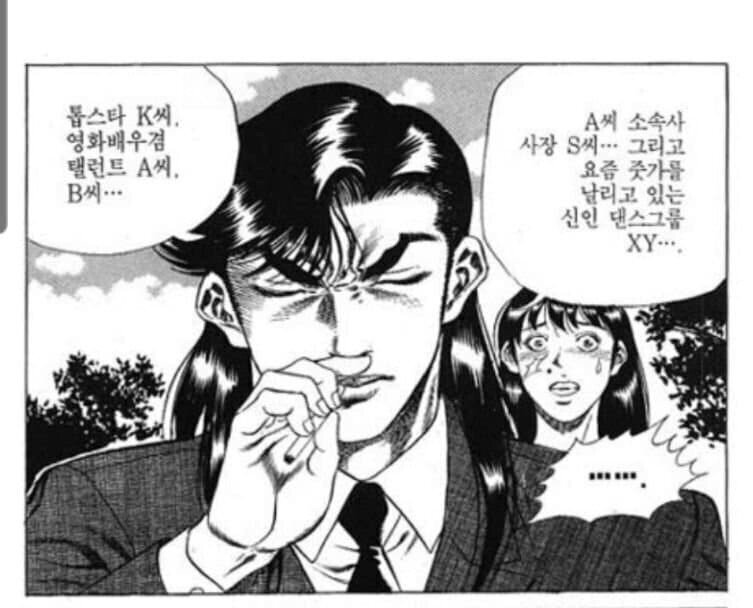 톱스타 K씨,
영화배우겸
탤런트 A씨,
B씨…
A씨 소속사
사장 S씨… 그리고
요즘 줏가를
날리고 있는
신인 댄스그룹
XY….
…….